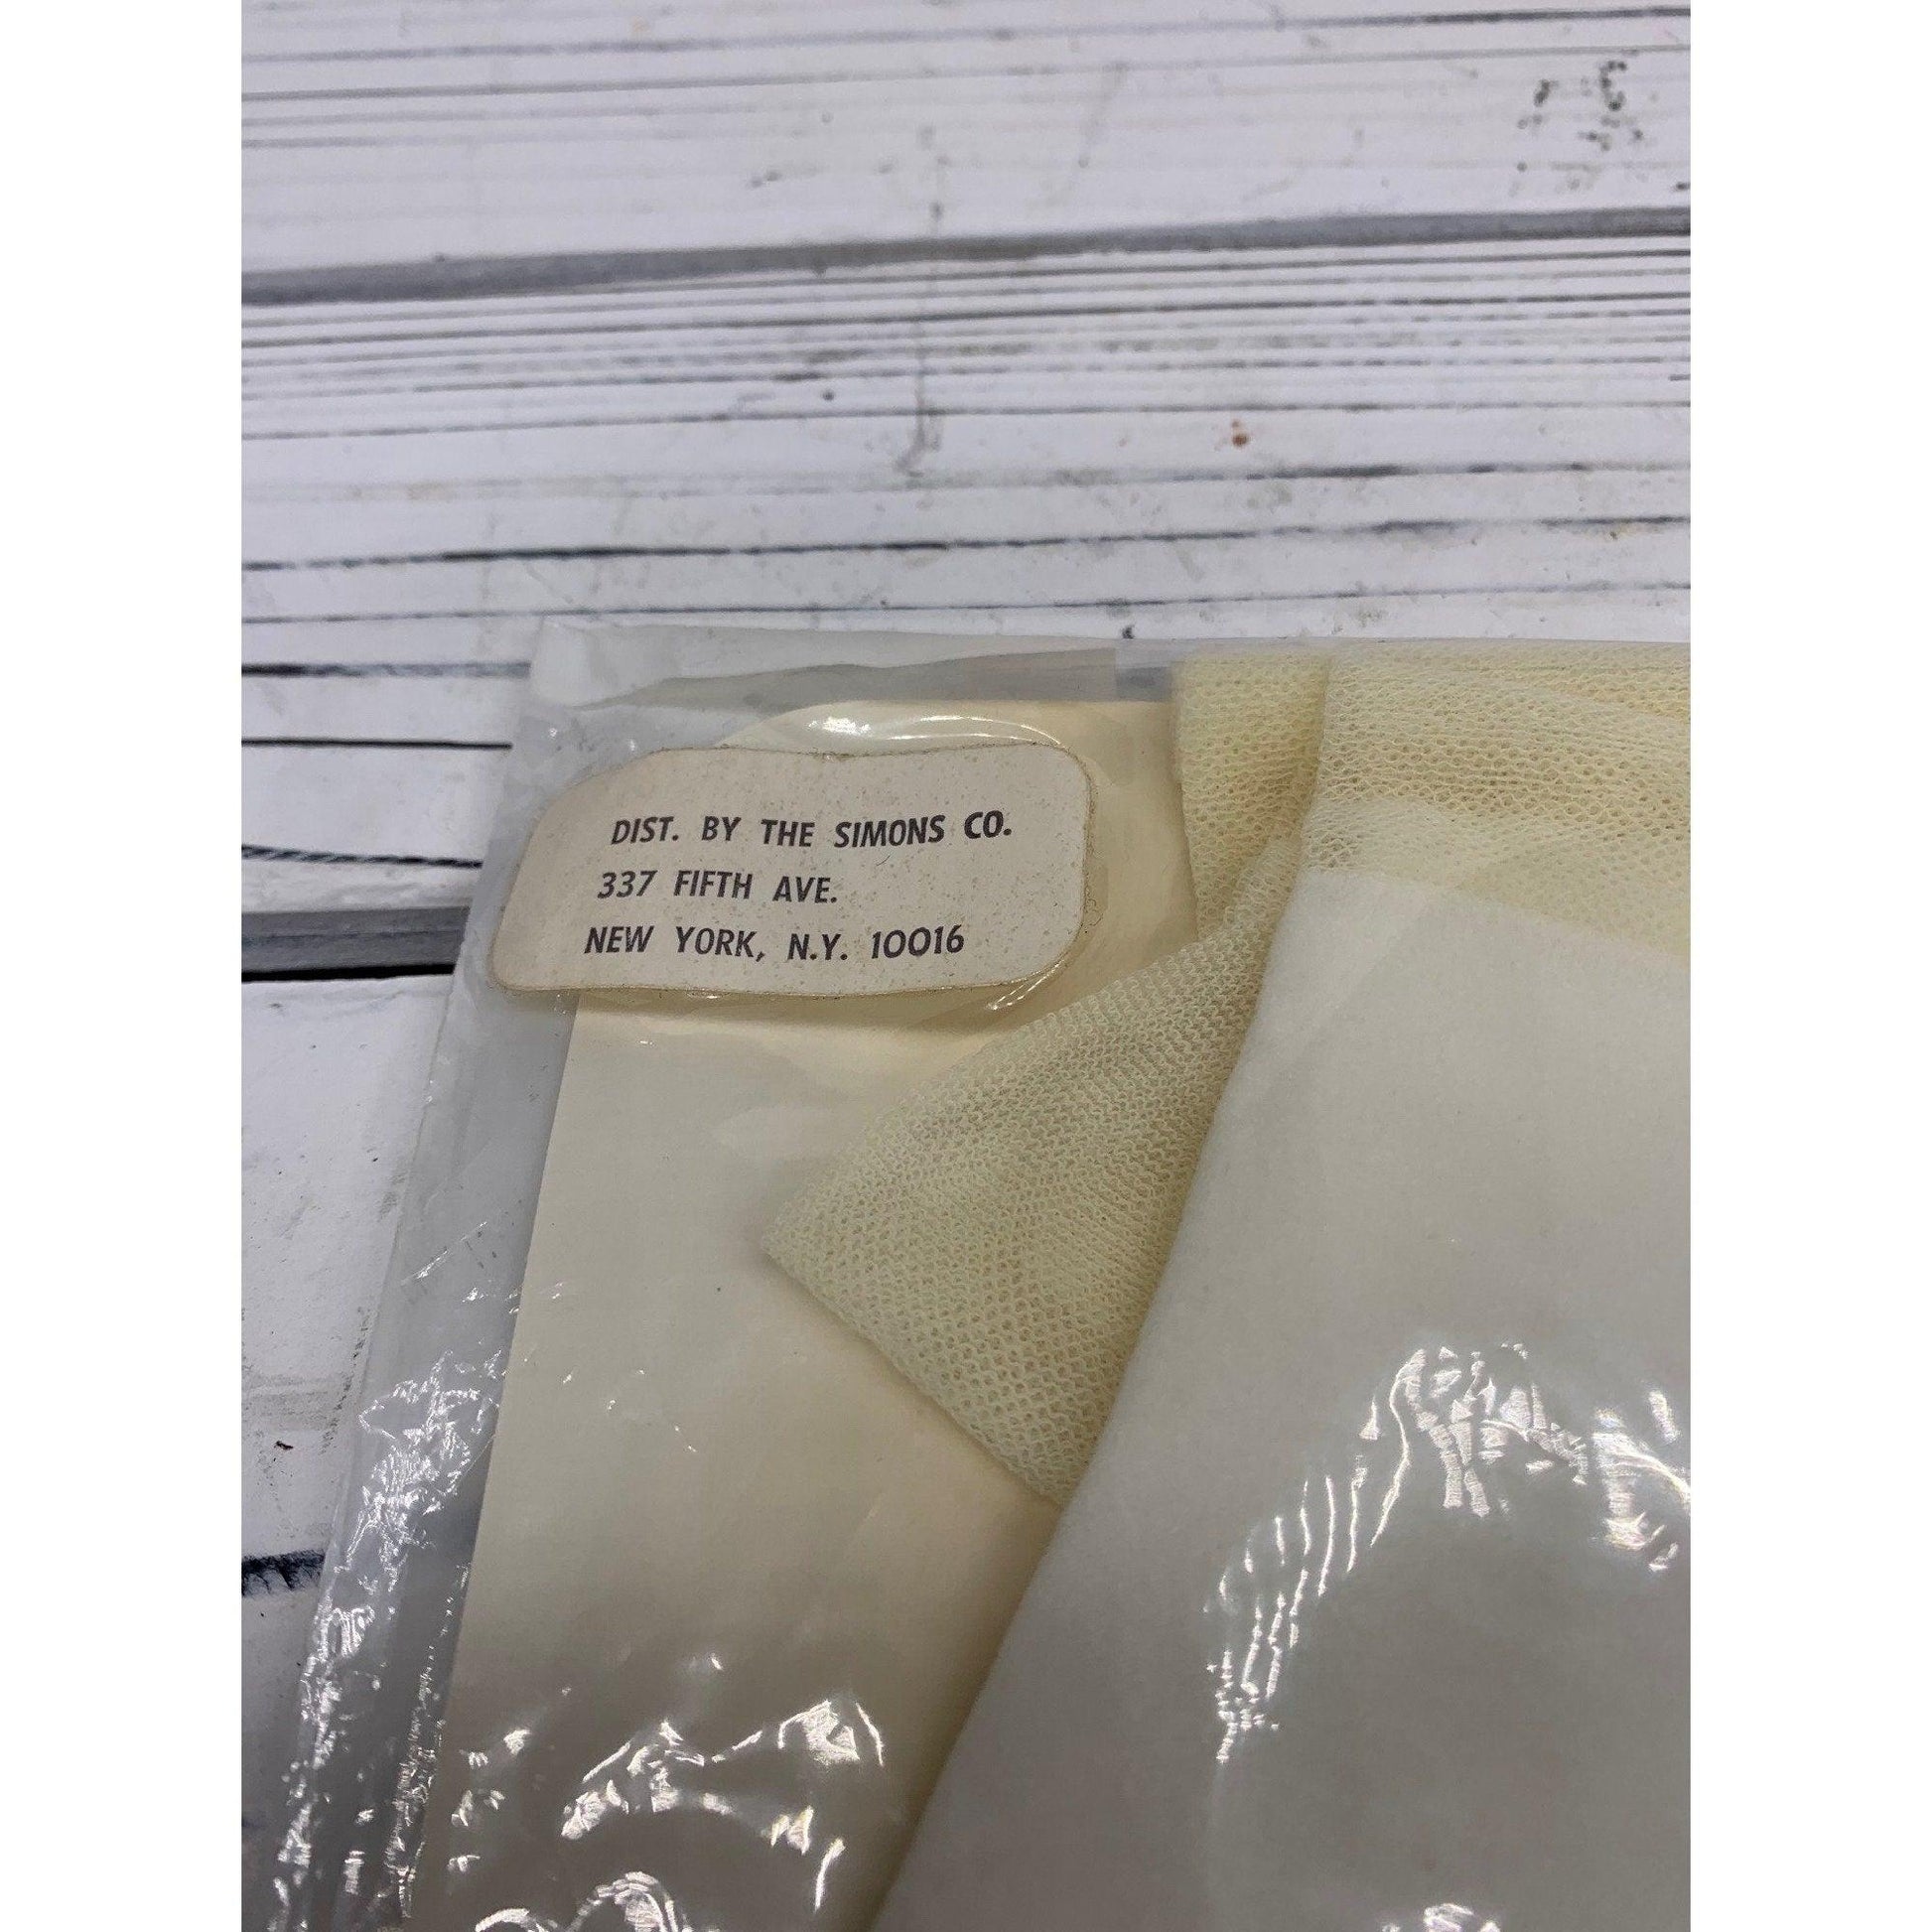 DIST. BY THE SIMONS CO.
337 FIFTH AVE.
NEW YORK, N.Y. 10016